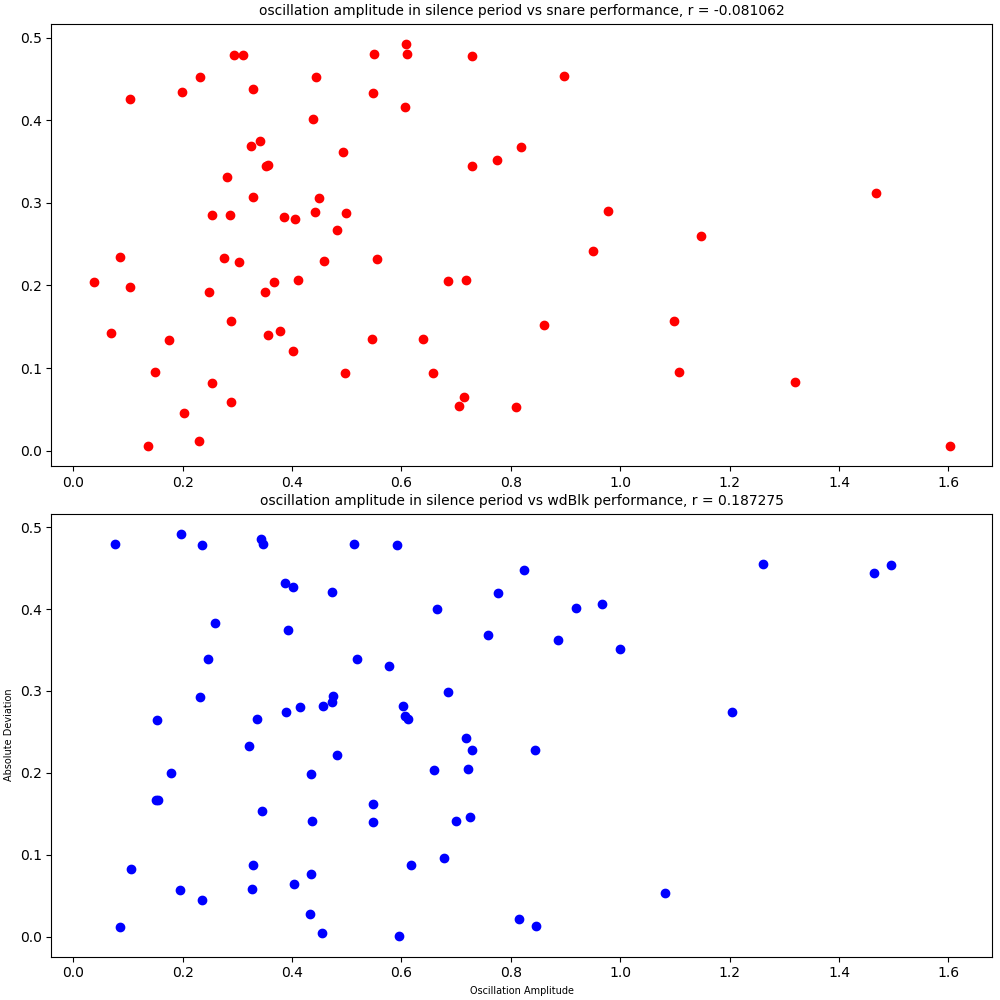 oscillation amplitude in silence period vs snare performance, r = -0.081062
0.5
0.4
0.3
0.2
0.1
0.0
0.0 0.2 0.4 0.6 0.8 1.0 1.2 1.4 1.6
oscillation amplitude in silence period vs wdBlk performance, r = 0.187275
Absolute Deviation
0.5
0.4
0.3
0.2
0.1
0.0
0.0 0.2 0.4 0.6 0.8 1.0 1.2 1.4 1.6
Oscillation Amplitude